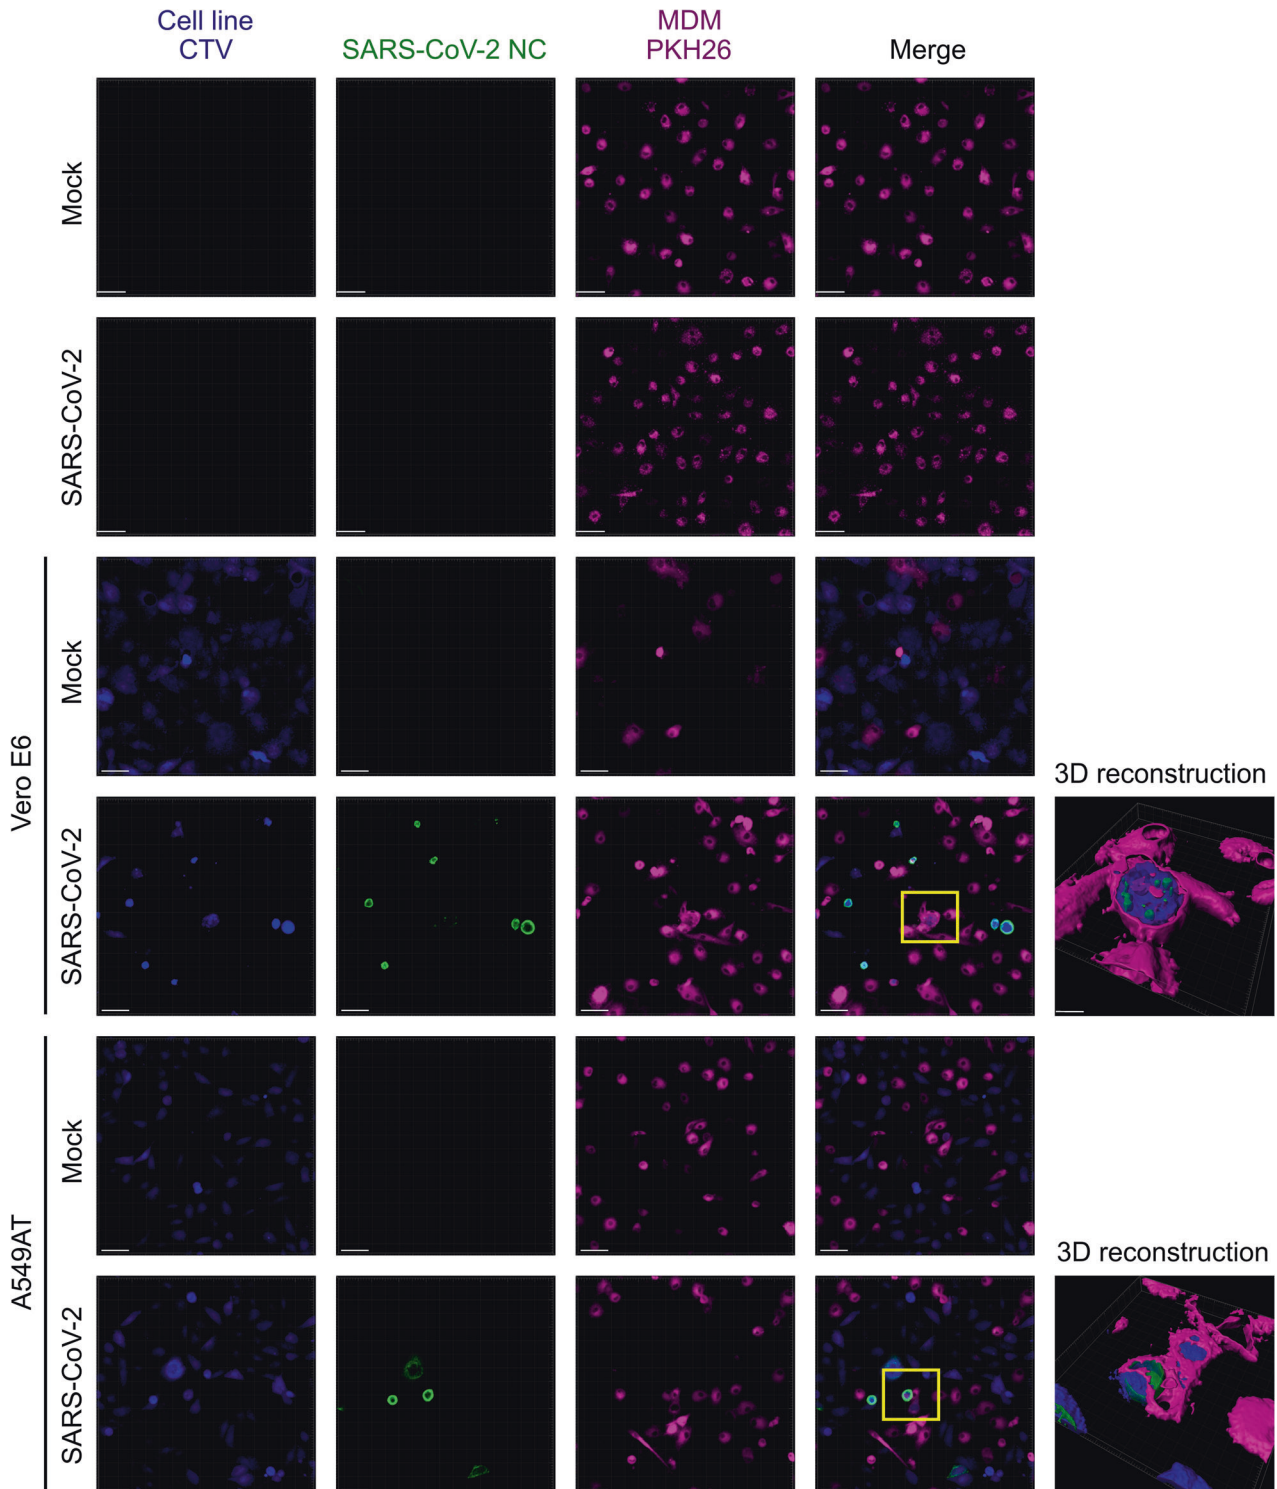 Cell line
CTV
SARS-CoV-2 NC
MDM
PKH26
Merge
Mock
SARS-CoV-2
Vero E6
Mock
SARS-CoV-2
3D reconstruction
A549AT
Mock
SARS-CoV-2
3D reconstruction